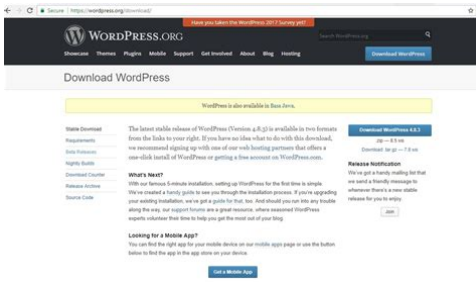 Secure | https://wordpress.org/download/
Have you taken the WordPress 2017 Survey yet?
WORDPRESS.ORG
Search WordPress.org
Showcase Themes Plugins Mobile Support Get Involved About Blog Hosting
Download WordPress
Download WordPress
WordPress is also available in Basa Jawa.
Stable Download
Requirements
Beta Releases
Nightly Builds
Download Counter
Release Archive
Source Code
The latest stable release of WordPress (Version 4.8.3) is available in two formats
from the links to your right. If you have no idea what to do with this download,
we recommend signing up with one of our web hosting partners that offers a
one-click install of WordPress or getting a free account on WordPress.com.
What's Next?
With our famous 5-minute installation, setting up WordPress for the first time is simple.
We've created a handy guide to see you through the installation process. If you're upgrading
your existing installation, we've got a guide for that, too. And should you run into any trouble
along the way, our support forums are a great resource, where seasoned WordPress
experts volunteer their time to help you get the most out of your blog.
Looking for a Mobile App?
You can find the right app for your mobile device on our mobile apps page or use the button
below to find the app in the app store on your device.
Get a Mobile App
Download WordPress 4.8.3
.zip —
Download .tar.gz —
Release Notification
We've got a handy mailing list that
we send a friendly message to
whenever there's a new stable
release for you to enjoy.
Join